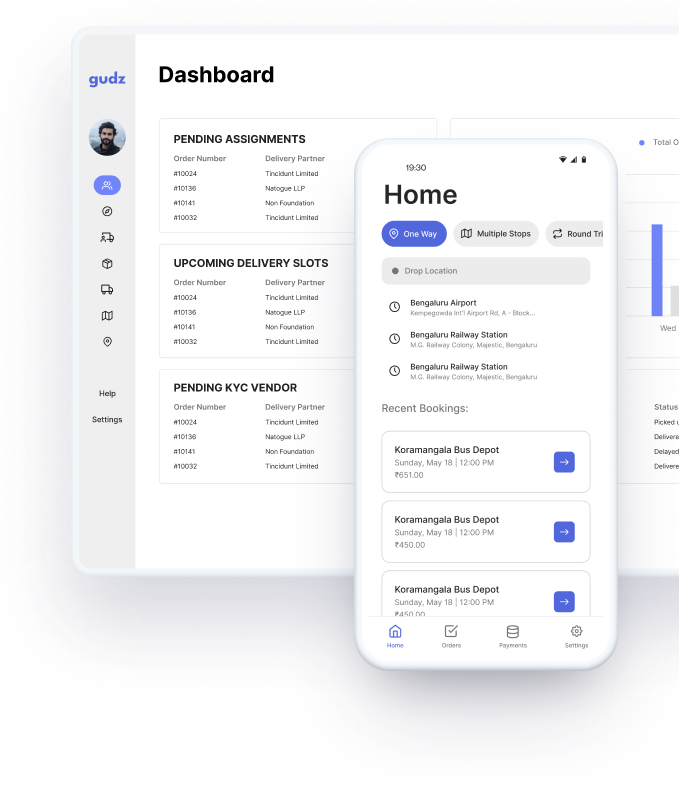 gudz
Help
Settings
Dashboard
PENDING ASSIGNMENTS
Order Number Delivery Partner
#10024 Tincidunt Limited
#10136 Natogue LLP
#10141 Non Foundation
#10032 Tincidunt Limited
UPCOMING DELIVERY SLOTS
Order Number Delivery Partner
#10024 Tincidunt Limited
#10136 Natogue LLP
#10141 Non Foundation
#10032 Tincidunt Limited
PENDING KYC VENDOR
Order Number Delivery Partner
#10024 Tincidunt Limited
#10136 Natogue LLP
#10141 Non Foundation
#10032 Tincidunt Limited
Total O
Wed
Status
Picked u
Delivere
Delayed
Delivere
19:30
Home
One Way Multiple Stops Round Tri
Drop Location
Bengaluru Airport
Kempegowda Int'l Airport Rd, A - Block...
Bengaluru Railway Station
M.G. Railway Colony, Majestic, Bengaluru
Bengaluru Railway Station
M.G. Railway Colony, Majestic, Bengaluru
Recent Bookings:
Koramangala Bus Depot
Sunday, May 18 | 12:00 PM
₹651.00
Koramangala Bus Depot
Sunday, May 18 | 12:00 PM
₹450.00
Koramangala Bus Depot
Sunday, May 18 | 12:00 PM
₹450.00
Home Orders Payments Settings